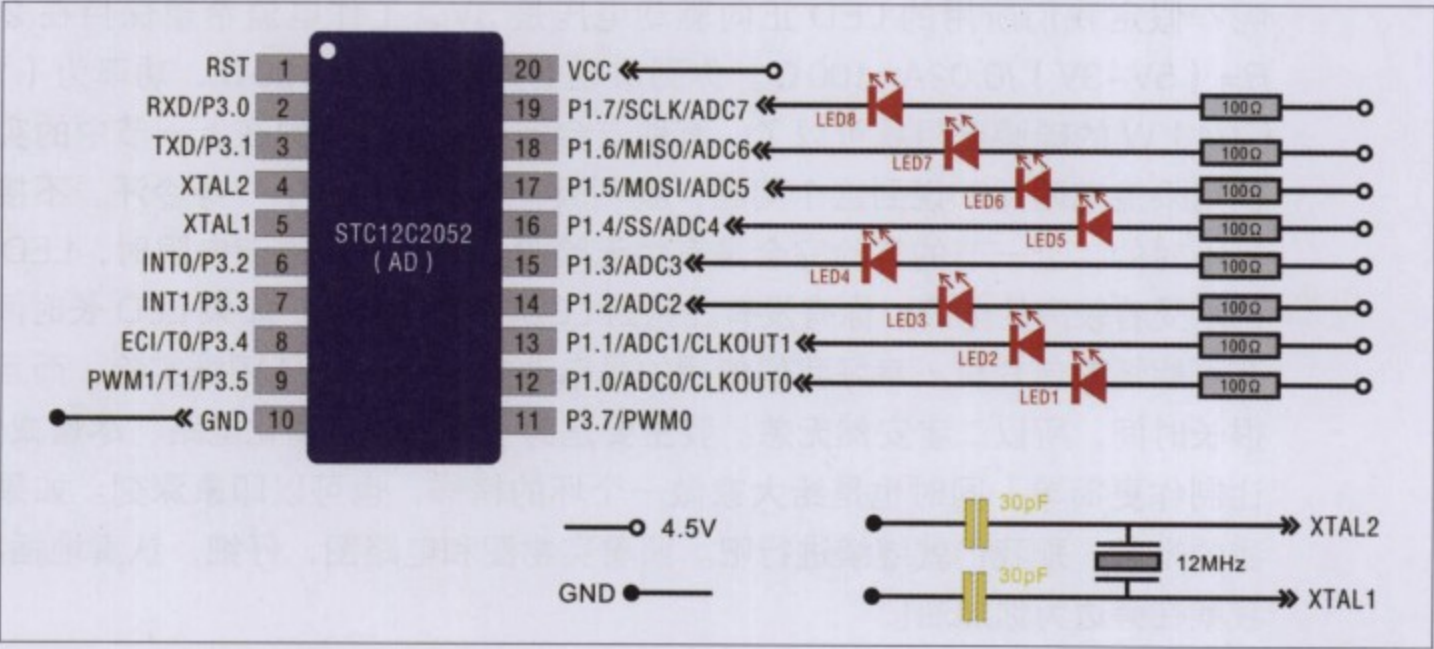 RST 1
RXD/P3.0 2
TXD/P3.1 3
XTAL2 4
XTAL1 5
INT0/P3.2 6
INT1/P3.3 7
ECI/T0/P3.4 8
PWM1/T1/P3.5 9
GND 10
STC12C2052
(AD)
20 VCC
19 P1.7/SCLK/ADC7 LED8 100Ω
18 P1.6/MISO/ADC6 LED7 100Ω
17 P1.5/MOSI/ADC5 LED6 100Ω
16 P1.4/SS/ADC4 LED5 100Ω
15 P1.3/ADC3 LED4 100Ω
14 P1.2/ADC2 LED3 100Ω
13 P1.1/ADC1/CLKOUT1 LED2 100Ω
12 P1.0/ADC0/CLKOUT0 LED1 100Ω
11 P3.7/PWM0
4.5V
GND
30pF
XTAL2
12MHz
30pF
XTAL1